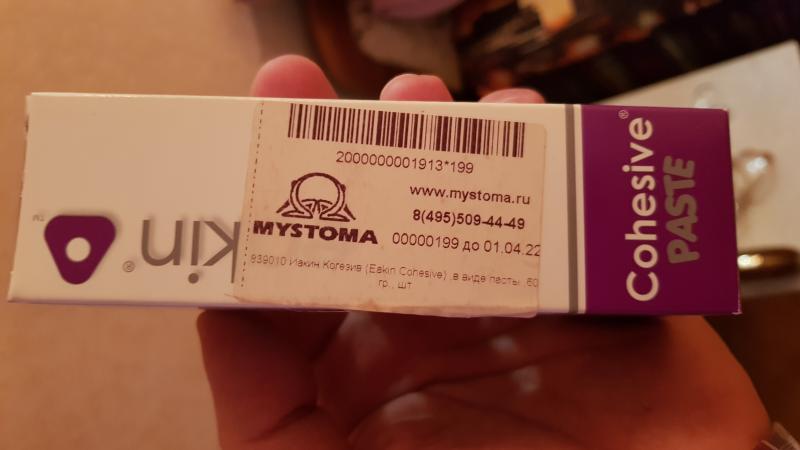 2000000001913*199
www.mystoma.ru
8(495)509-44-49
MYSTOMA
00000199 до 01.04.22
839010 Иакин Когезив (Eakin Cohesive) ,в виде пасты ,60
гр., шт
kin®
™
Cohesive®
PASTE